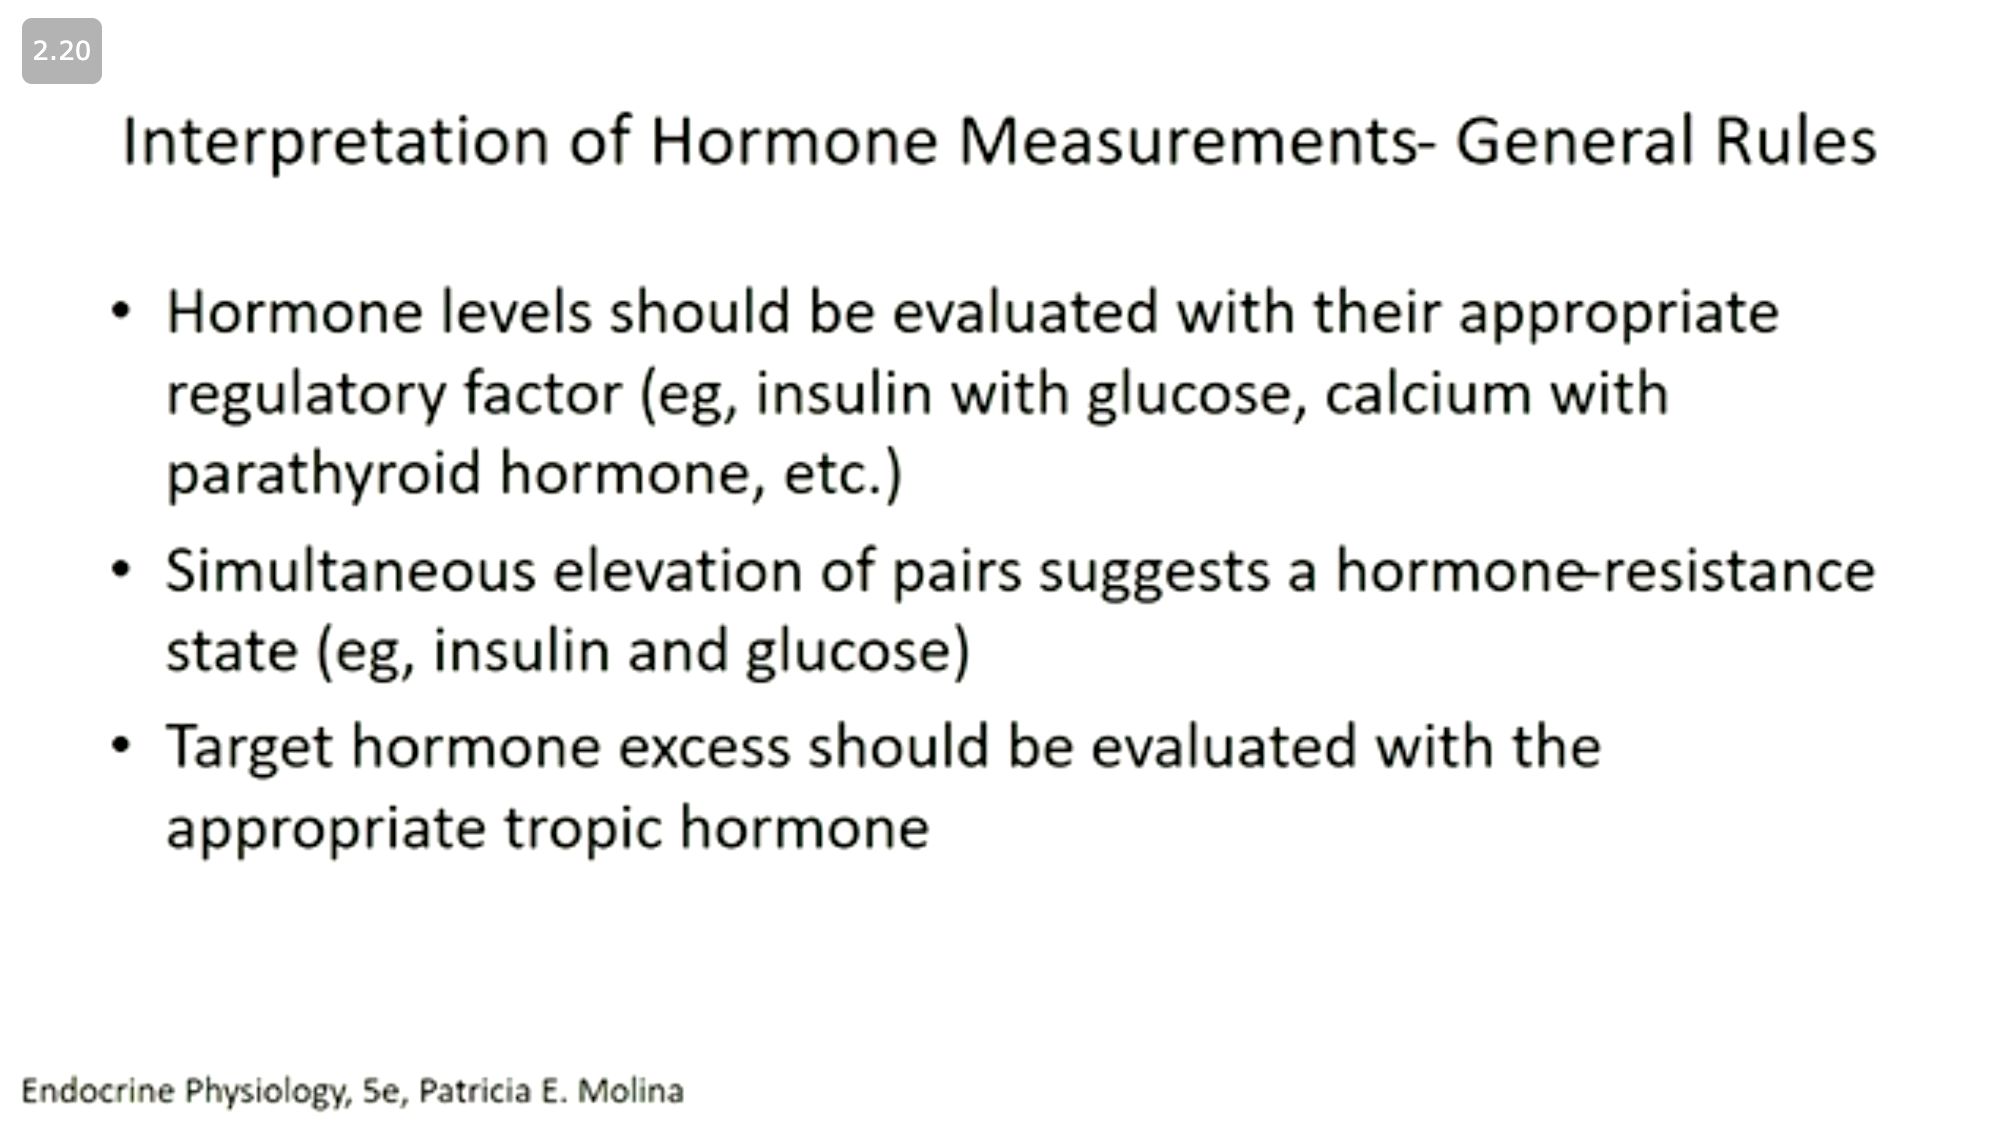 2.20
Interpretation of Hormone Measurements- General Rules
• Hormone levels should be evaluated with their appropriate
regulatory factor (eg, insulin with glucose, calcium with
parathyroid hormone, etc.)
• Simultaneous elevation of pairs suggests a hormone-resistance
state (eg, insulin and glucose)
• Target hormone excess should be evaluated with the
appropriate tropic hormone
Endocrine Physiology, 5e, Patricia E. Molina